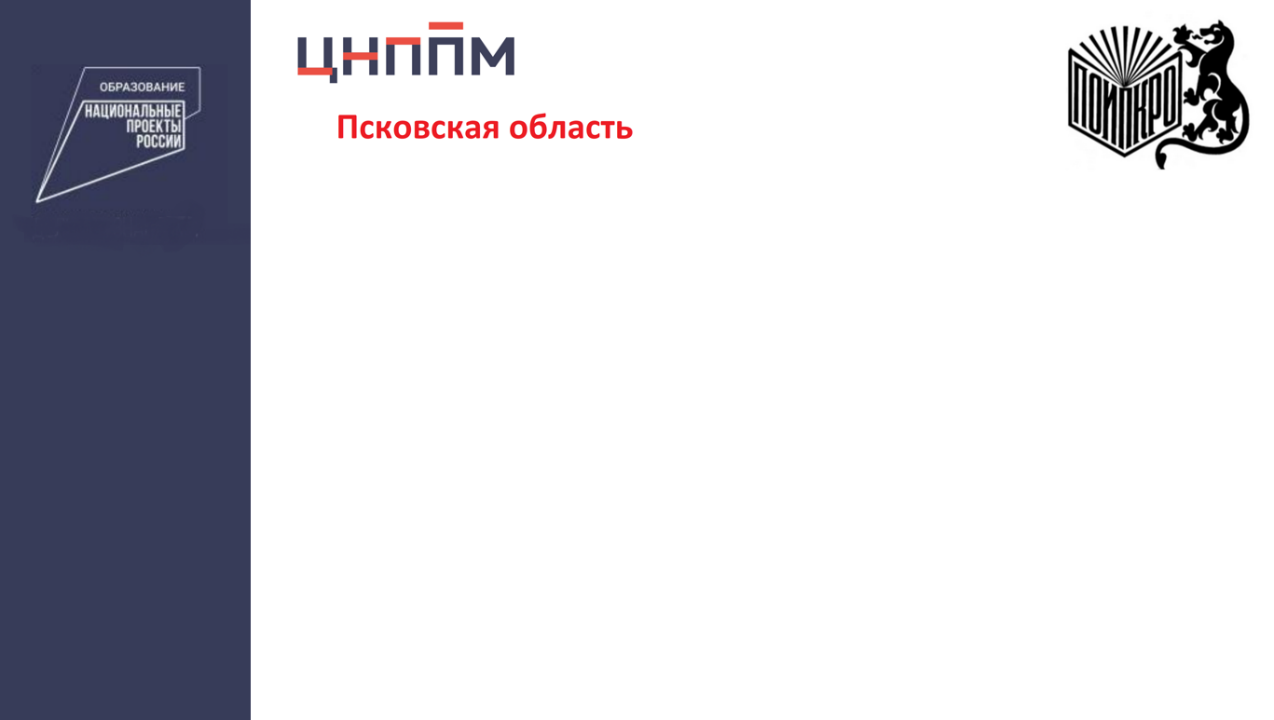 ОБРАЗОВАНИЕ
НАЦИОНАЛЬНЫЕ
ПРОЕКТЫ
РОССИИ
ЦНППМ
Псковская область
ПОИПКРО